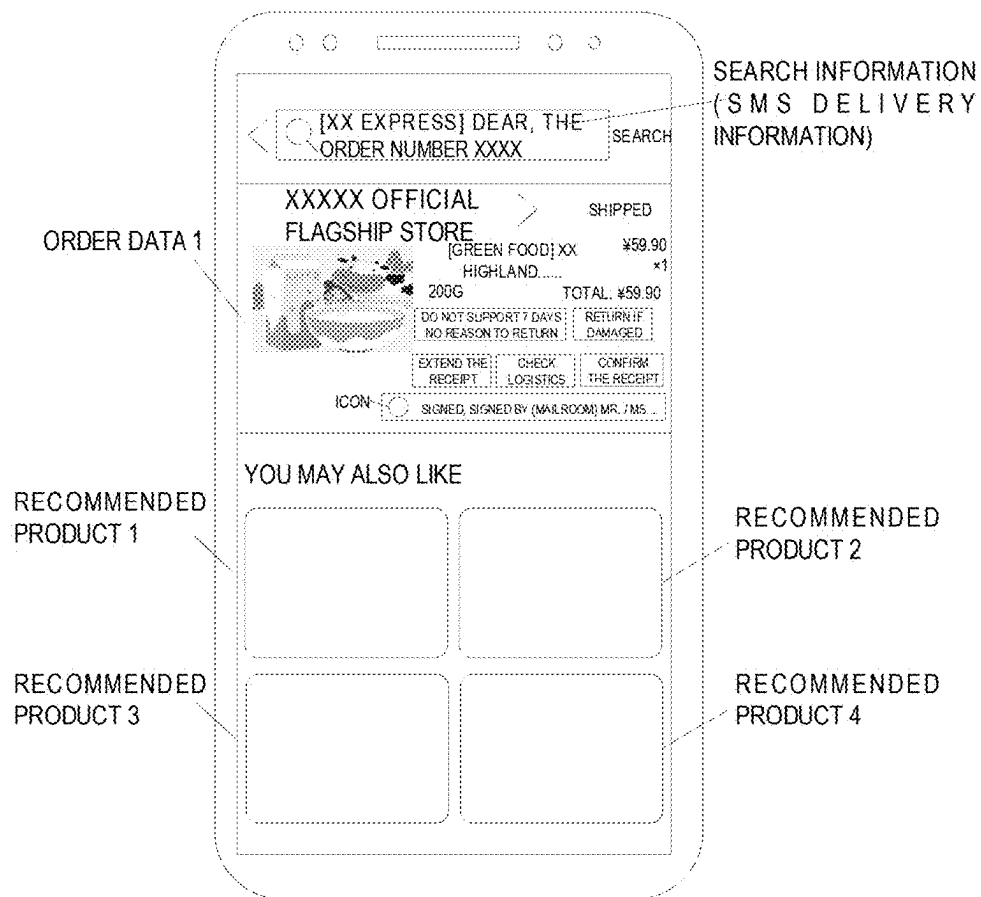 SEARCH INFORMATION
(SMS DELIVERY
INFORMATION)
[XX EXPRESS] DEAR, THE
ORDER NUMBER XXXX
SEARCH
XXXXX OFFICIAL
FLAGSHIP STORE
SHIPPED
ORDER DATA 1
[GREEN FOOD] XX
HIGHLAND......
¥59.90
×1
200G
TOTAL: ¥59.90
DO NOT SUPPORT 7 DAYS
NO REASON TO RETURN
RETURN IF
DAMAGED
EXTEND THE
RECEIPT
CHECK
LOGISTICS
CONFIRM
THE RECEIPT
ICON
SIGNED, SIGNED BY (MAILROOM) MR. / MS....
YOU MAY ALSO LIKE
RECOMMENDED
PRODUCT 1
RECOMMENDED
PRODUCT 2
RECOMMENDED
PRODUCT 3
RECOMMENDED
PRODUCT 4